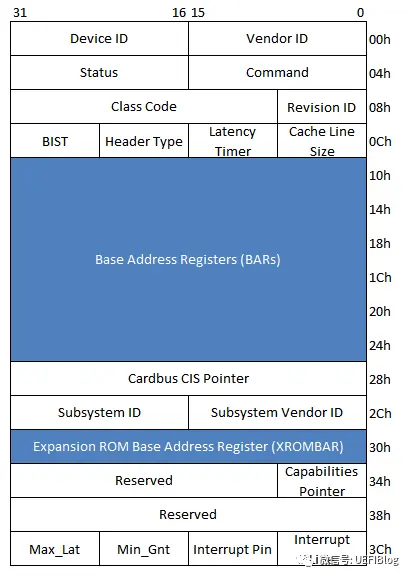 31 16 15 0
Device ID Vendor ID 00h
Status Command 04h
Class Code Revision ID 08h
BIST Header Type Latency Timer Cache Line Size 0Ch
10h
14h
18h
Base Address Registers (BARs)
1Ch
20h
24h
Cardbus CIS Pointer 28h
Subsystem ID Subsystem Vendor ID 2Ch
Expansion ROM Base Address Register (XROMBAR) 30h
Reserved Capabilities Pointer 34h
Reserved 38h
Max_Lat Min_Gnt Interrupt Pin Interrupt 3Ch
微信号: UEFIBlog